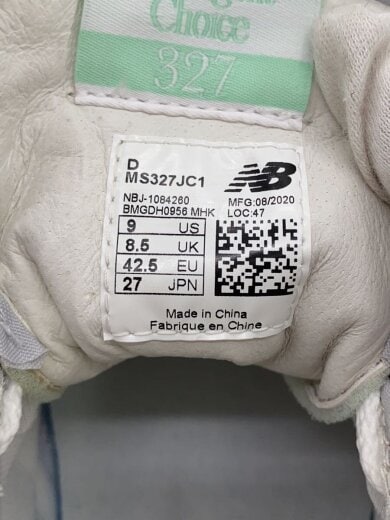 Choice
327
D
MS327JC1
NB
NBJ-1084260
MFG:08/2020
BMGDH0956 MHK
LOC:47
9 US
8.5 UK
42.5 EU
27 JPN
Made in China
Fabrique en Chine